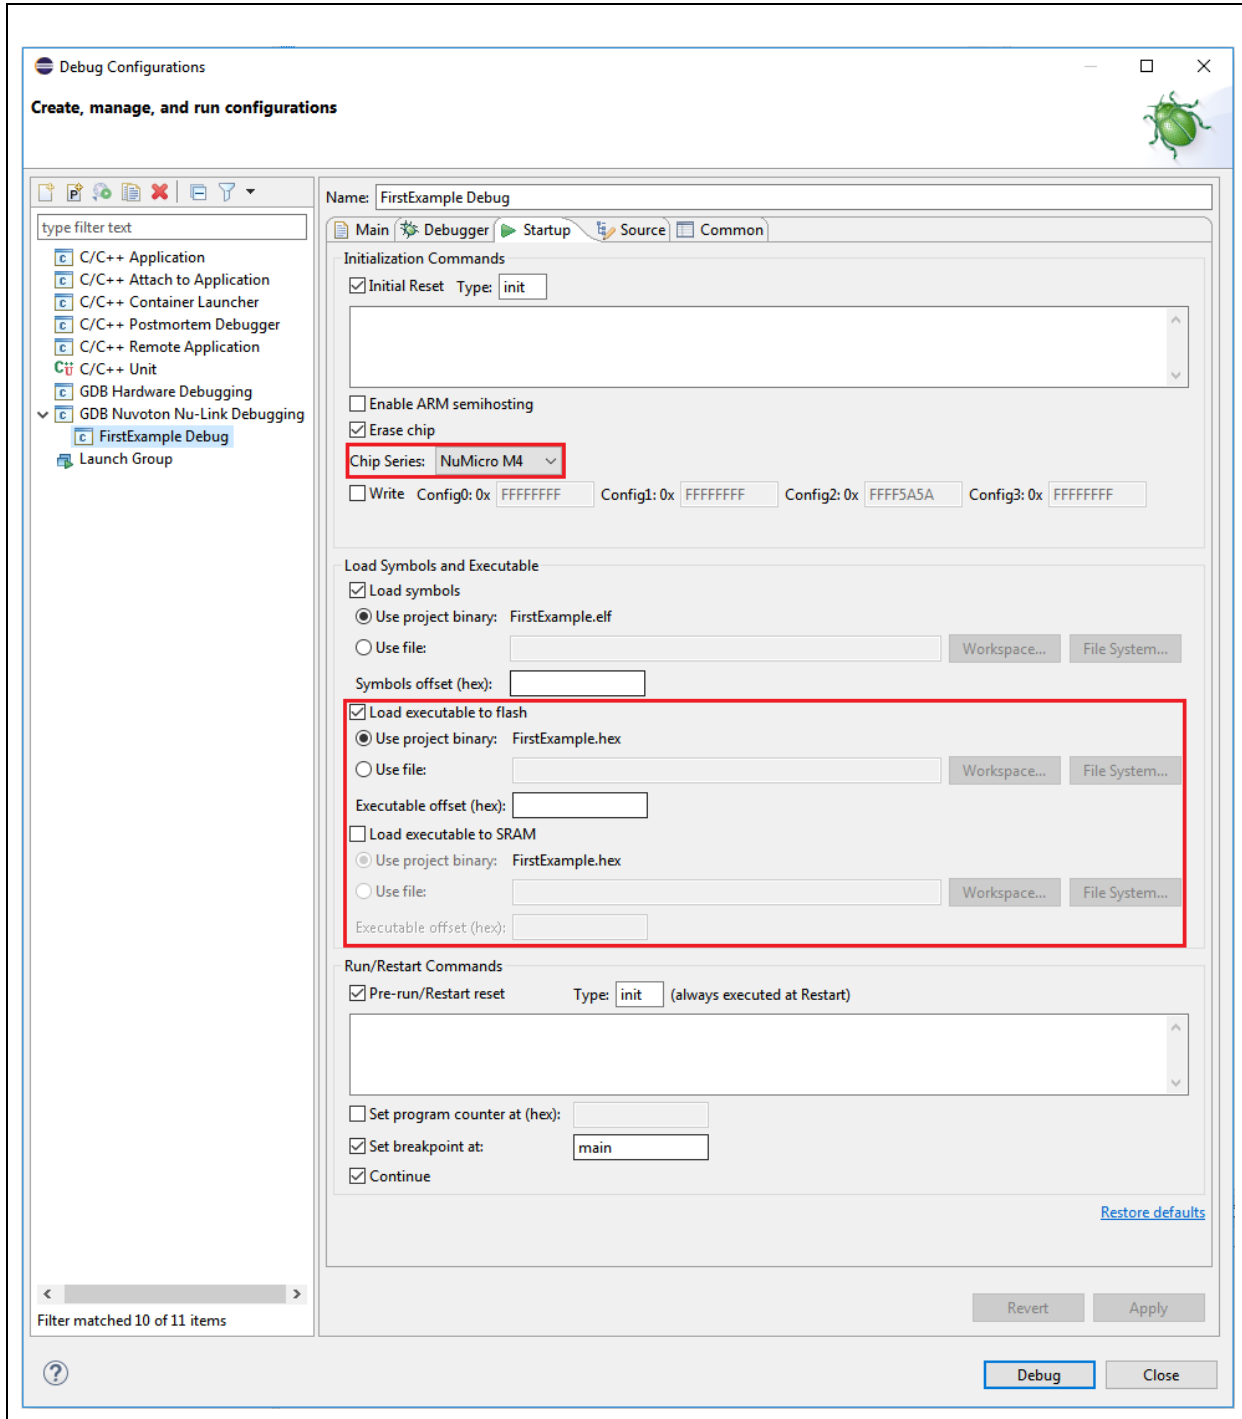 Debug Configurations
Create, manage, and run configurations
type filter text
C/C++ Application
C/C++ Attach to Application
C/C++ Container Launcher
C/C++ Postmortem Debugger
C/C++ Remote Application
C/C++ Unit
GDB Hardware Debugging
GDB Nuvoton Nu-Link Debugging
FirstExample Debug
Launch Group
Filter matched 10 of 11 items
Name: FirstExample Debug
Main Debugger Startup Source Common
Initialization Commands
Initial Reset Type: init
Enable ARM semihosting
Erase chip
Chip Series: NuMicro M4
Write Config0: 0x FFFFFFFF Config1: 0x FFFFFFFF Config2: 0x FFFF5A5A Config3: 0x FFFFFFFF
Load Symbols and Executable
Load symbols
Use project binary: FirstExample.elf
Use file: Workspace... File System...
Symbols offset (hex):
Load executable to flash
Use project binary: FirstExample.hex
Use file: Workspace... File System...
Executable offset (hex):
Load executable to SRAM
Use project binary: FirstExample.hex
Use file: Workspace... File System...
Executable offset (hex):
Run/Restart Commands
Pre-run/Restart reset Type: init (always executed at Restart)
Set program counter at (hex):
Set breakpoint at: main
Continue
Restore defaults
Revert Apply
Debug Close